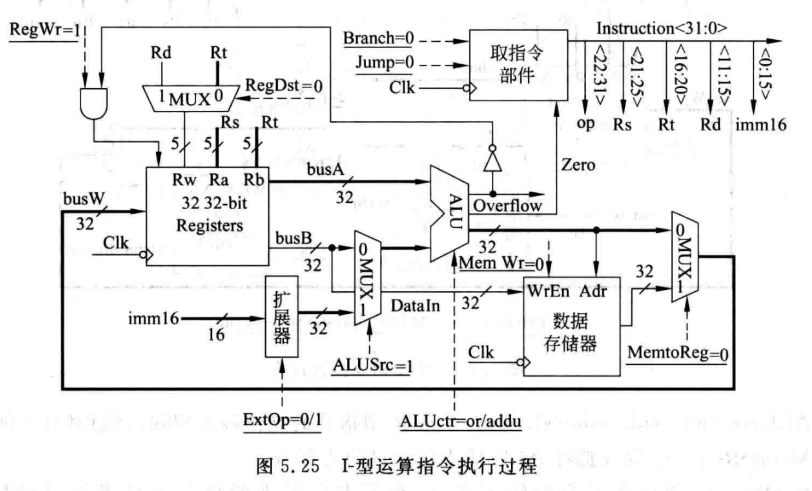 RegWr=1
Rd Rt
1 MUX 0
RegDst=0
Branch=0
Jump=0
Clk
取指令
部件
Instruction<31:0>
<22:31>
<21:25>
<16:20>
<11:15>
<0:15>
op Rs Rt Rd imm16
Rs Rt
5 5 5
Rw Ra Rb
32 32-bit
Registers
busW
32
Clk
busA
32
busB
32
ALU
Zero
Overflow
32
Mem Wr=0
0
MUX
1
DataIn
32
WrEn Adr
数据
存储器
Clk
32
0
MUX
1
MemtoReg=0
imm16
16
扩展器
32
ALUSrc=1
ExtOp=0/1
ALUctr=or/addu
图 5.25 I-型运算指令执行过程